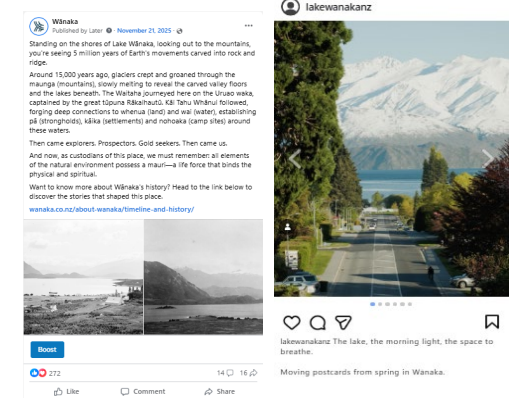 Wānaka
Published by Later · November 21, 2025 ·
Standing on the shores of Lake Wānaka, looking out to the mountains,
you're seeing 5 million years of Earth's movements carved into rock and
ridge.
Around 15,000 years ago, glaciers crept and groaned through the
maunga (mountains), slowly melting to reveal the carved valley floors
and the lakes beneath. The Waitaha journeyed here on the Uruao waka,
captained by the great tūpuna Rākaihautū. Kāi Tahu Whānui followed,
forging deep connections to whenua (land) and wai (water), establishing
pā (strongholds), kāika (settlements) and nohoaka (camp sites) around
these waters.
Then came explorers. Prospectors. Gold seekers. Then came us.
And now, as custodians of this place, we must remember: all elements
of the natural environment possess a mauri—a life force that binds the
physical and spiritual.
Want to know more about Wānaka's history? Head to the link below to
discover the stories that shaped this place.
wanaka.co.nz/about-wanaka/timeline-and-history/
Boost
272
14
16
Like
Comment
Share
lakewanakanz
lakewanakanz The lake, the morning light, the space to
breathe.
Moving postcards from spring in Wānaka.